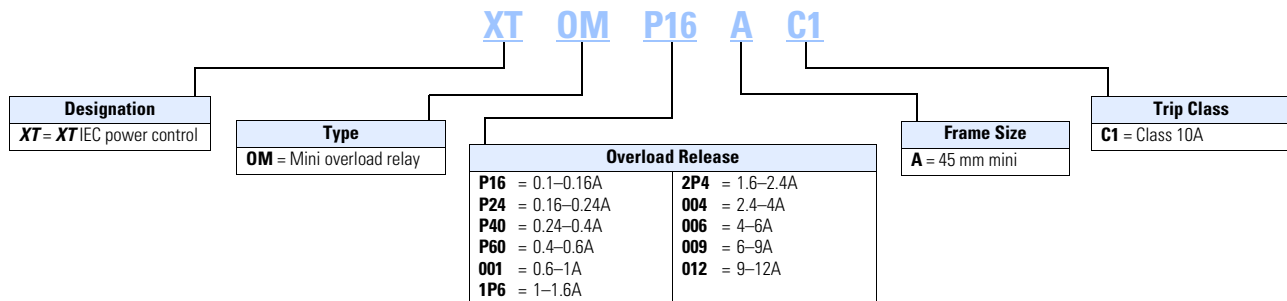 XT OM P16 A C1
Designation
XT = XT IEC power control
Type
OM = Mini overload relay
Overload Release
P16 = 0.1–0.16A
P24 = 0.16–0.24A
P40 = 0.24–0.4A
P60 = 0.4–0.6A
001 = 0.6–1A
1P6 = 1–1.6A
2P4 = 1.6–2.4A
004 = 2.4–4A
006 = 4–6A
009 = 6–9A
012 = 9–12A
Frame Size
A = 45 mm mini
Trip Class
C1 = Class 10A